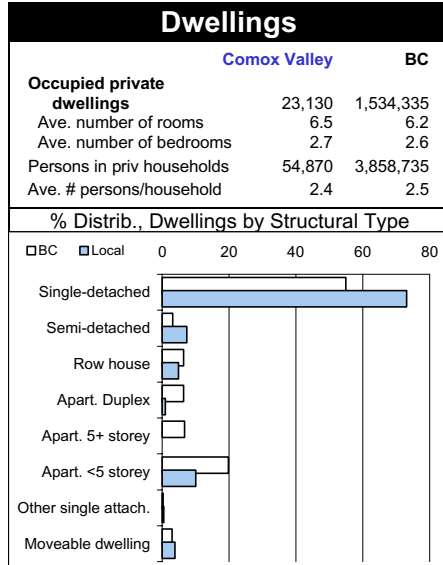 Dwellings
Comox Valley BC
Occupied private
dwellings 23,130 1,534,335
Ave. number of rooms 6.5 6.2
Ave. number of bedrooms 2.7 2.6
Persons in priv households 54,870 3,858,735
Ave. # persons/household 2.4 2.5
% Distrib., Dwellings by Structural Type
BC Local 0 20 40 60 80
Single-detached
Semi-detached
Row house
Apart. Duplex
Apart. 5+ storey
Apart. <5 storey
Other single attach.
Moveable dwelling